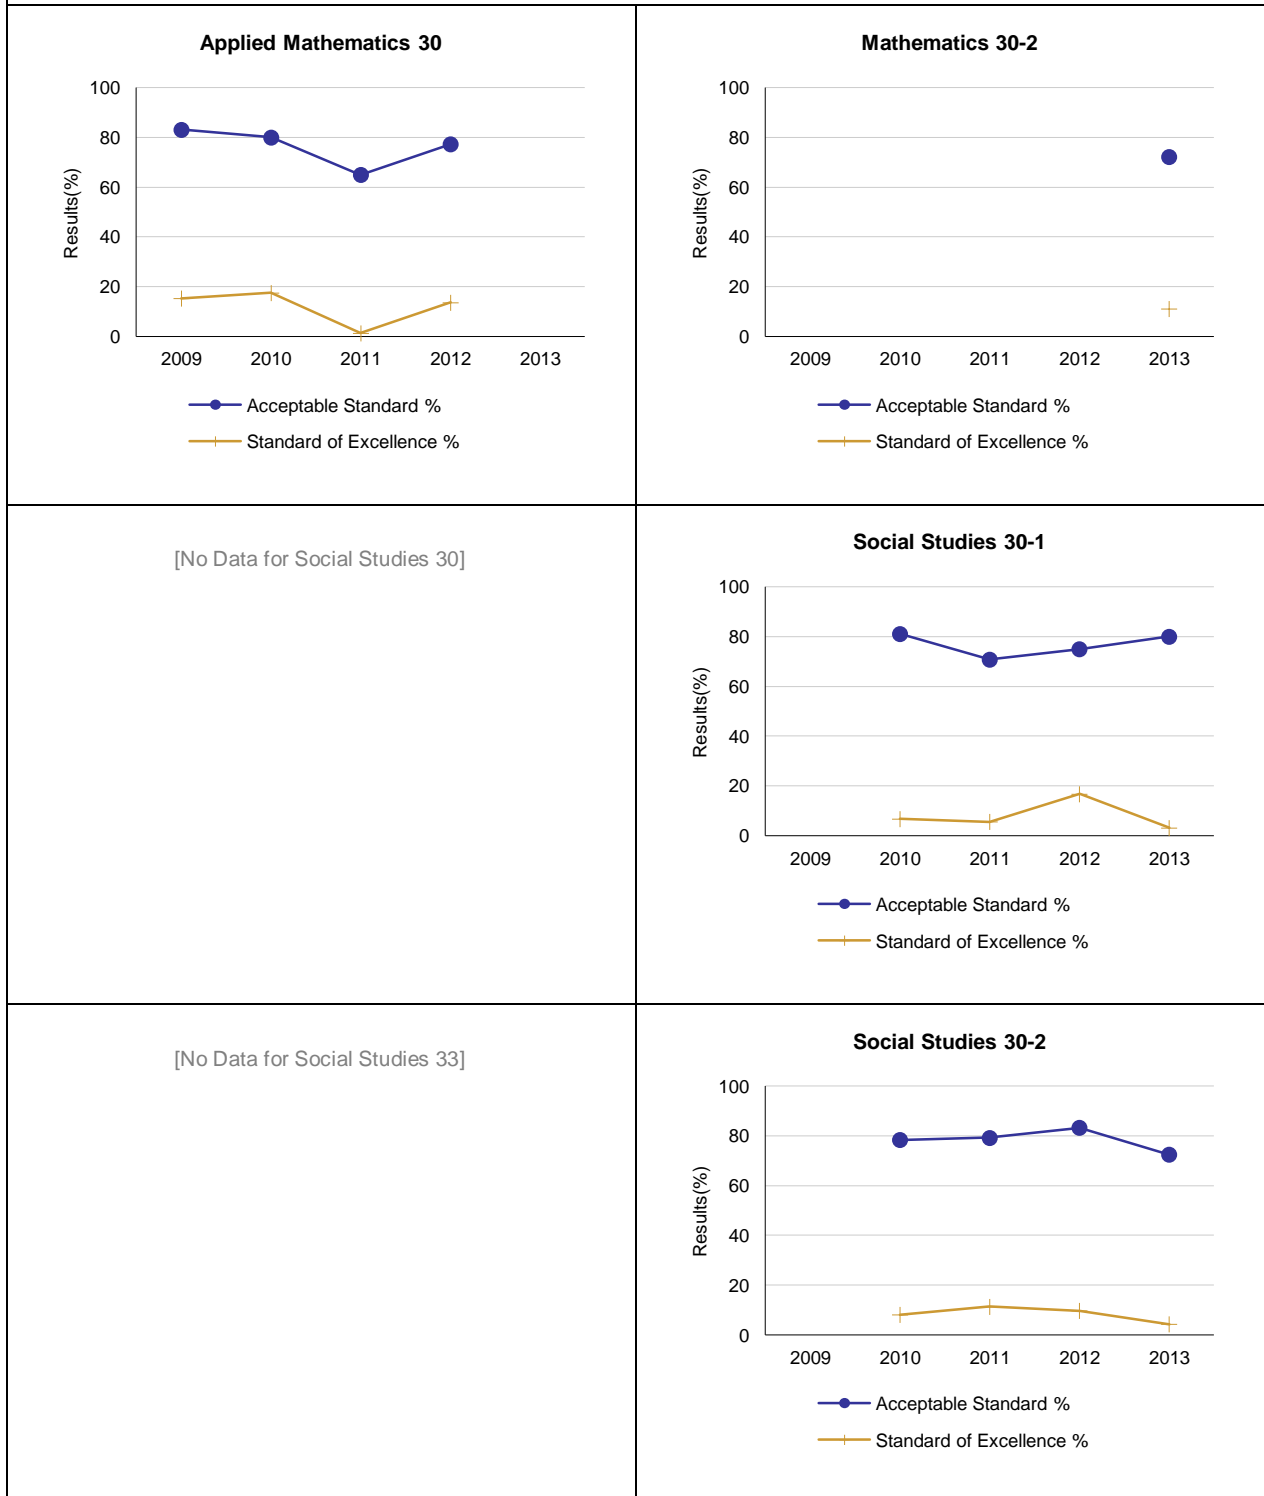 Applied Mathematics 30
100
80
60
40
20
0
Results(%)
2009 2010 2011 2012 2013
Acceptable Standard %
Standard of Excellence %
Mathematics 30-2
100
80
60
40
20
0
Results(%)
2009 2010 2011 2012 2013
Acceptable Standard %
Standard of Excellence %
[No Data for Social Studies 30]
Social Studies 30-1
100
80
60
40
20
0
Results(%)
2009 2010 2011 2012 2013
Acceptable Standard %
Standard of Excellence %
[No Data for Social Studies 33]
Social Studies 30-2
100
80
60
40
20
0
Results(%)
2009 2010 2011 2012 2013
Acceptable Standard %
Standard of Excellence %